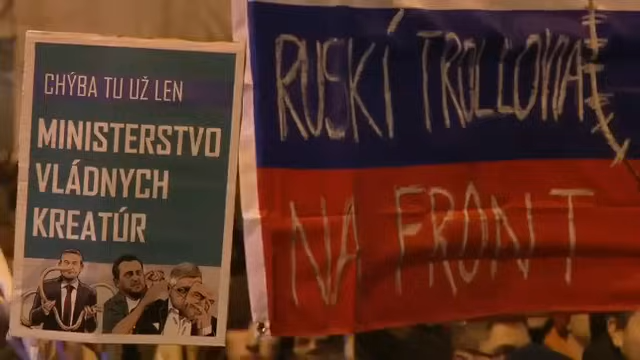 CHÝBA TU UŽ LEN
MINISTERSTVO
VLÁDNYCH
KREATÚR
RUSKÍ TROLLOVIA
NA FRONT